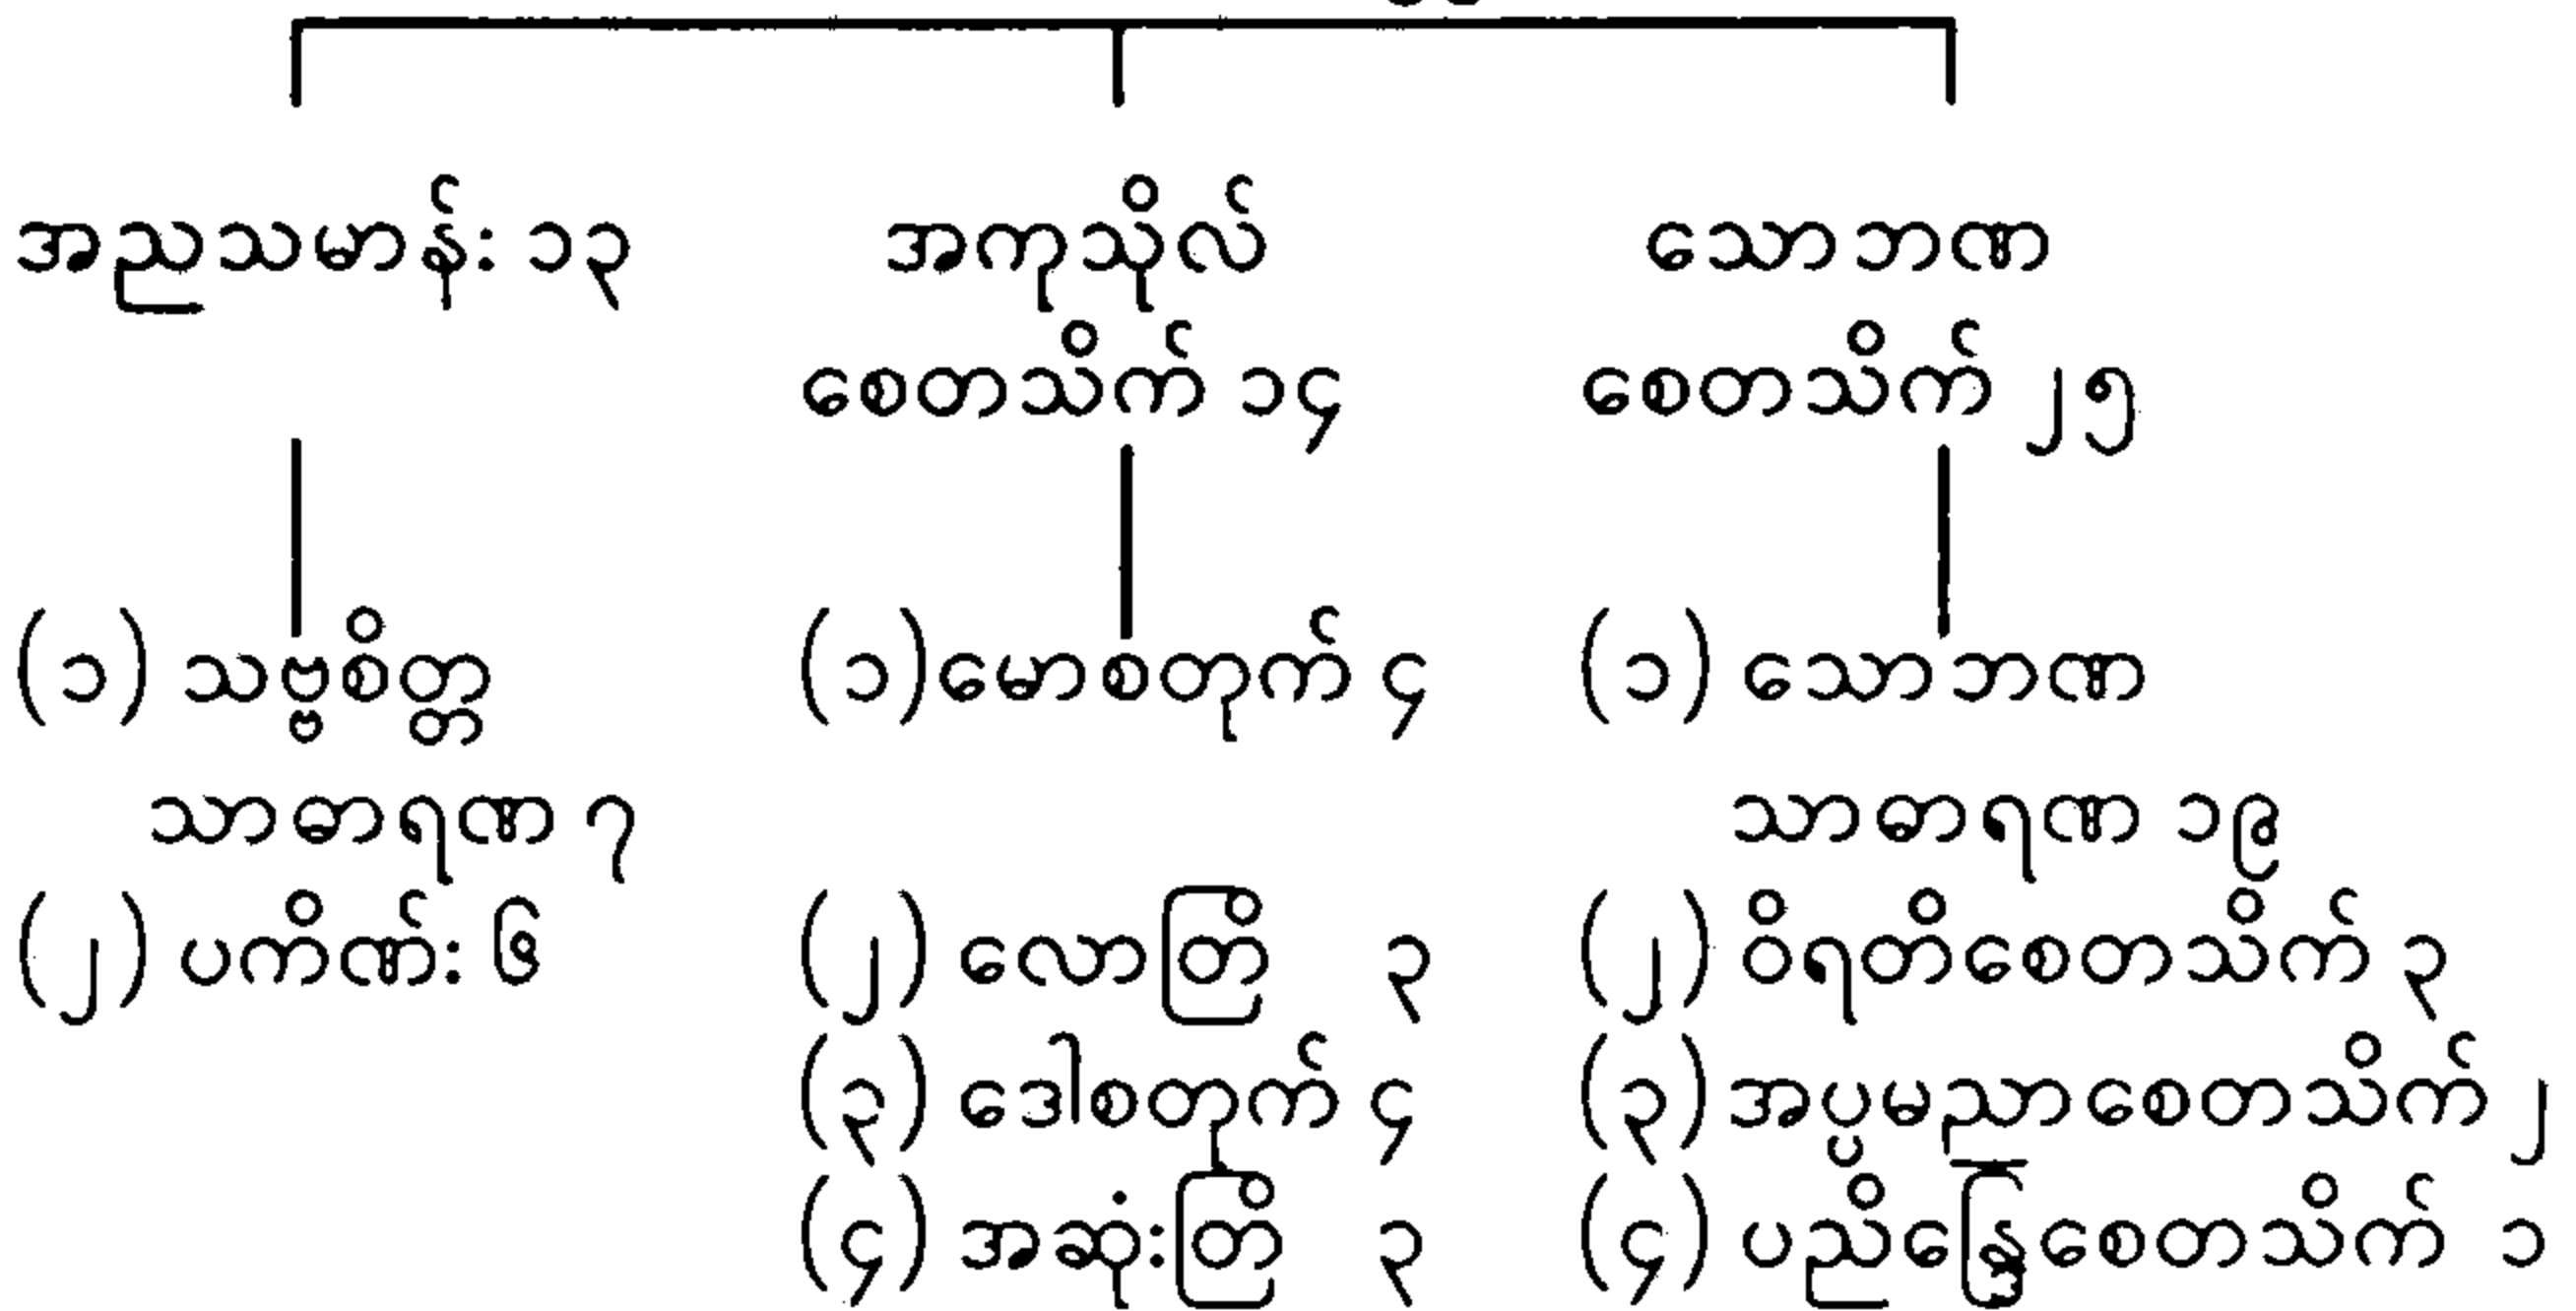 အညသမာန်း ၁၃
အကုသိုလ်
စေတသိက် ၁၄
သောဘဏ
စေတသိက် ၂၅
(၁) သဗ္ဗစိတ္တ
သာဓာရဏ ၇
(၂) ပကိဏ်း ၆
(၁) မောစတုက် ၄
(၂) လောတြိ ၃
(၃) ဒေါစတုက် ၄
(၄) အဆုံးတြိ ၃
(၁) သောဘဏ
သာဓာရဏ ၁၉
(၂) ဝိရတိစေတသိက် ၃
(၃) အပ္ပမညာစေတသိက် ၂
(၄) ပညိန္ဒြေစေတသိက် ၁